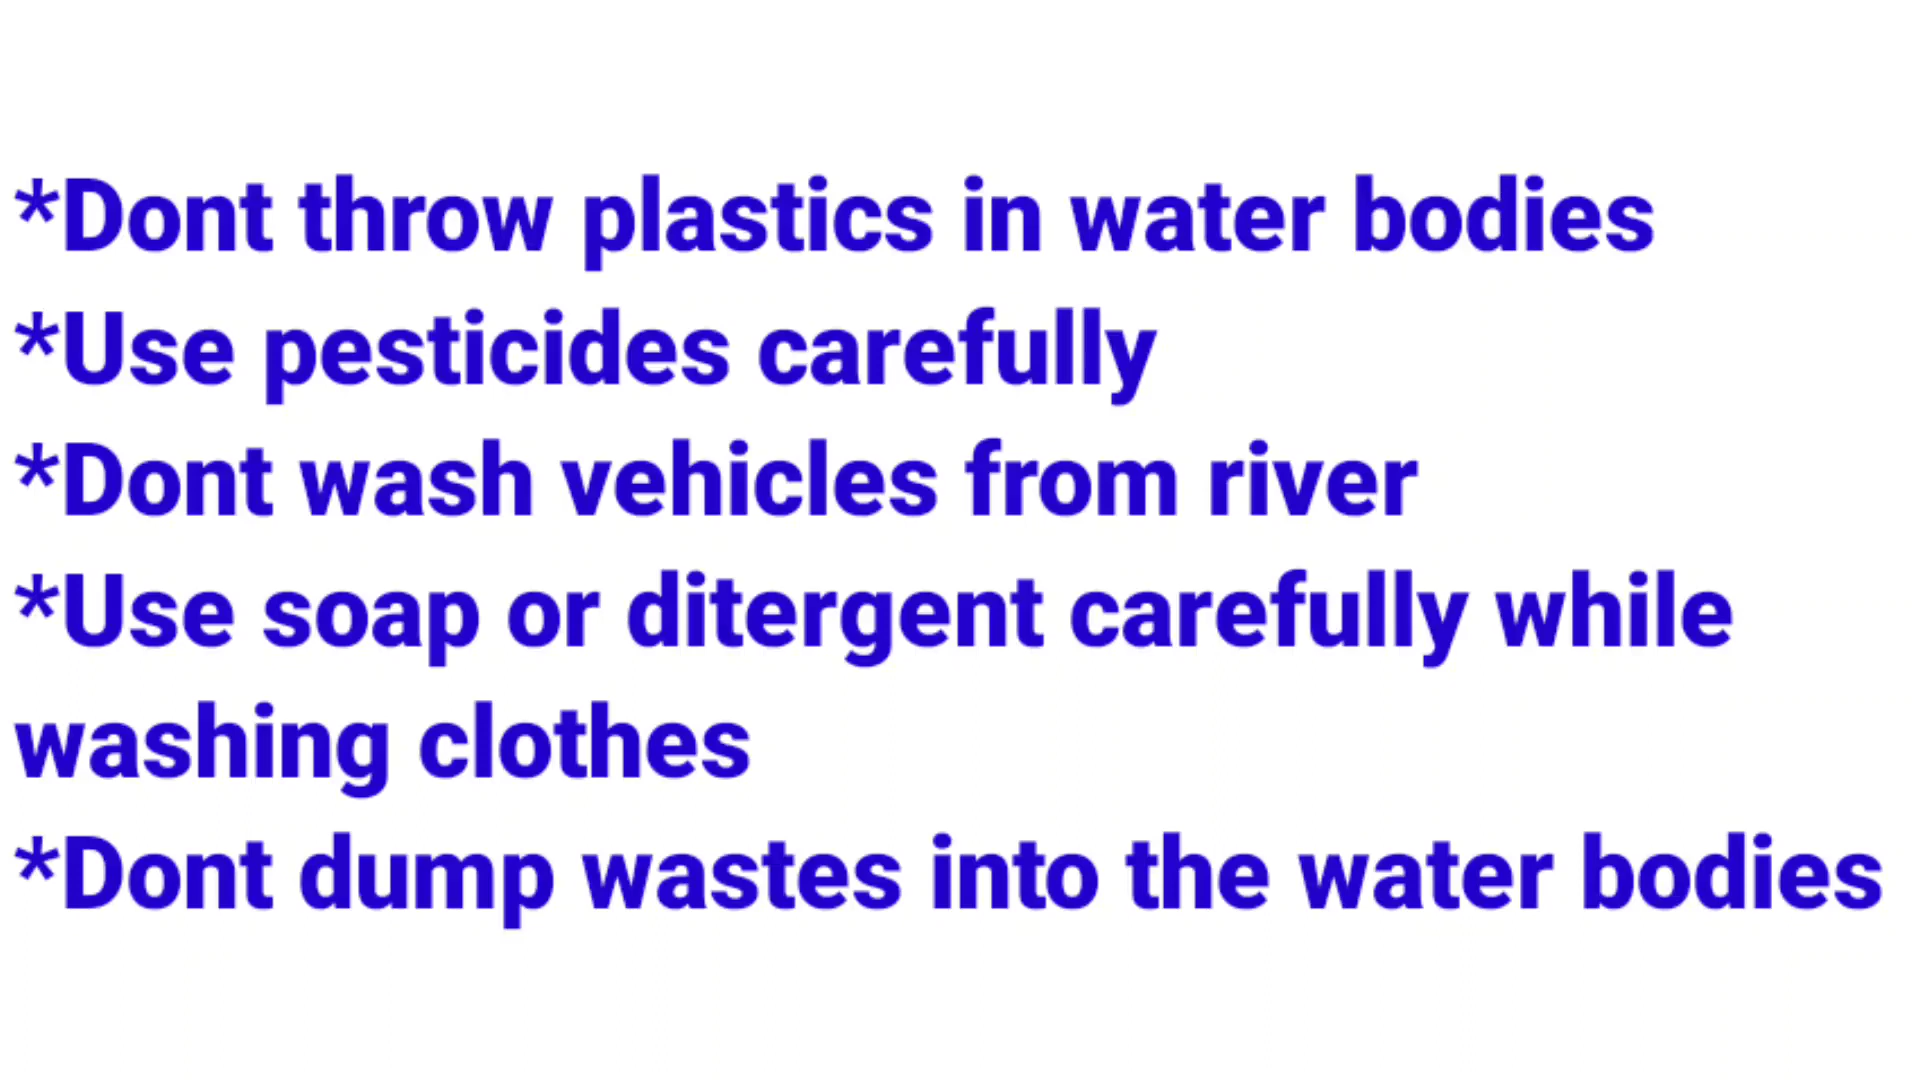 *Dont throw plastics in water bodies
*Use pesticides carefully
*Dont wash vehicles from river
*Use soap or ditergent carefully while
washing clothes
*Dont dump wastes into the water bodies